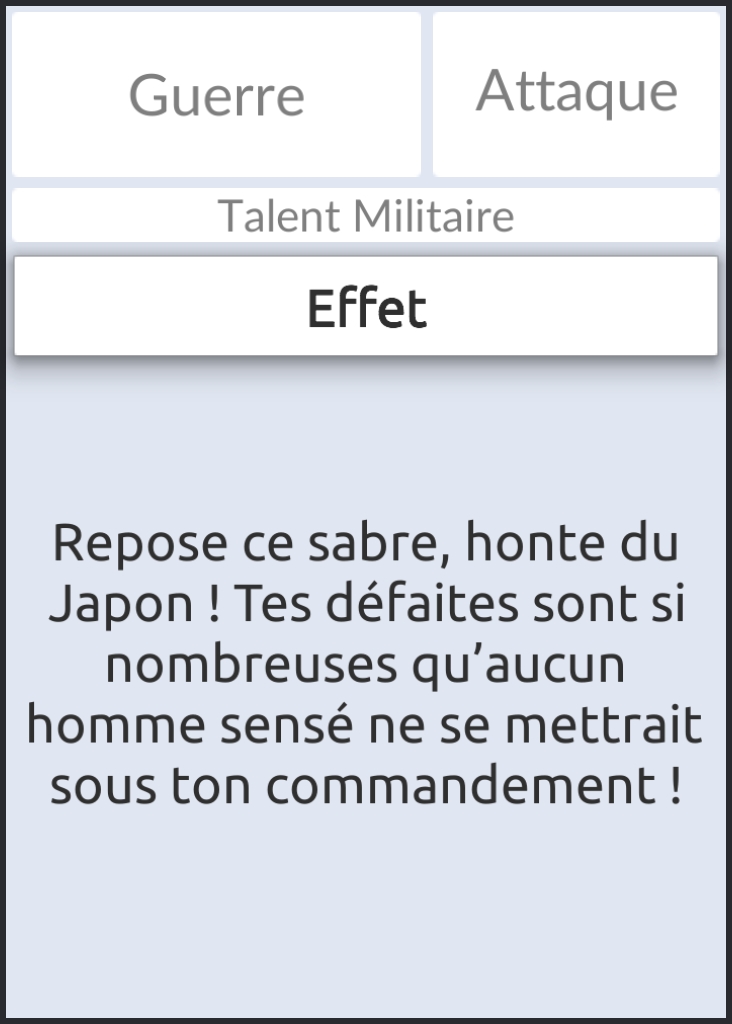 Guerre
Attaque
Talent Militaire
Effet
Repose ce sabre, honte du
Japon ! Tes défaites sont si
nombreuses qu’aucun
homme sensé ne se mettrait
sous ton commandement !